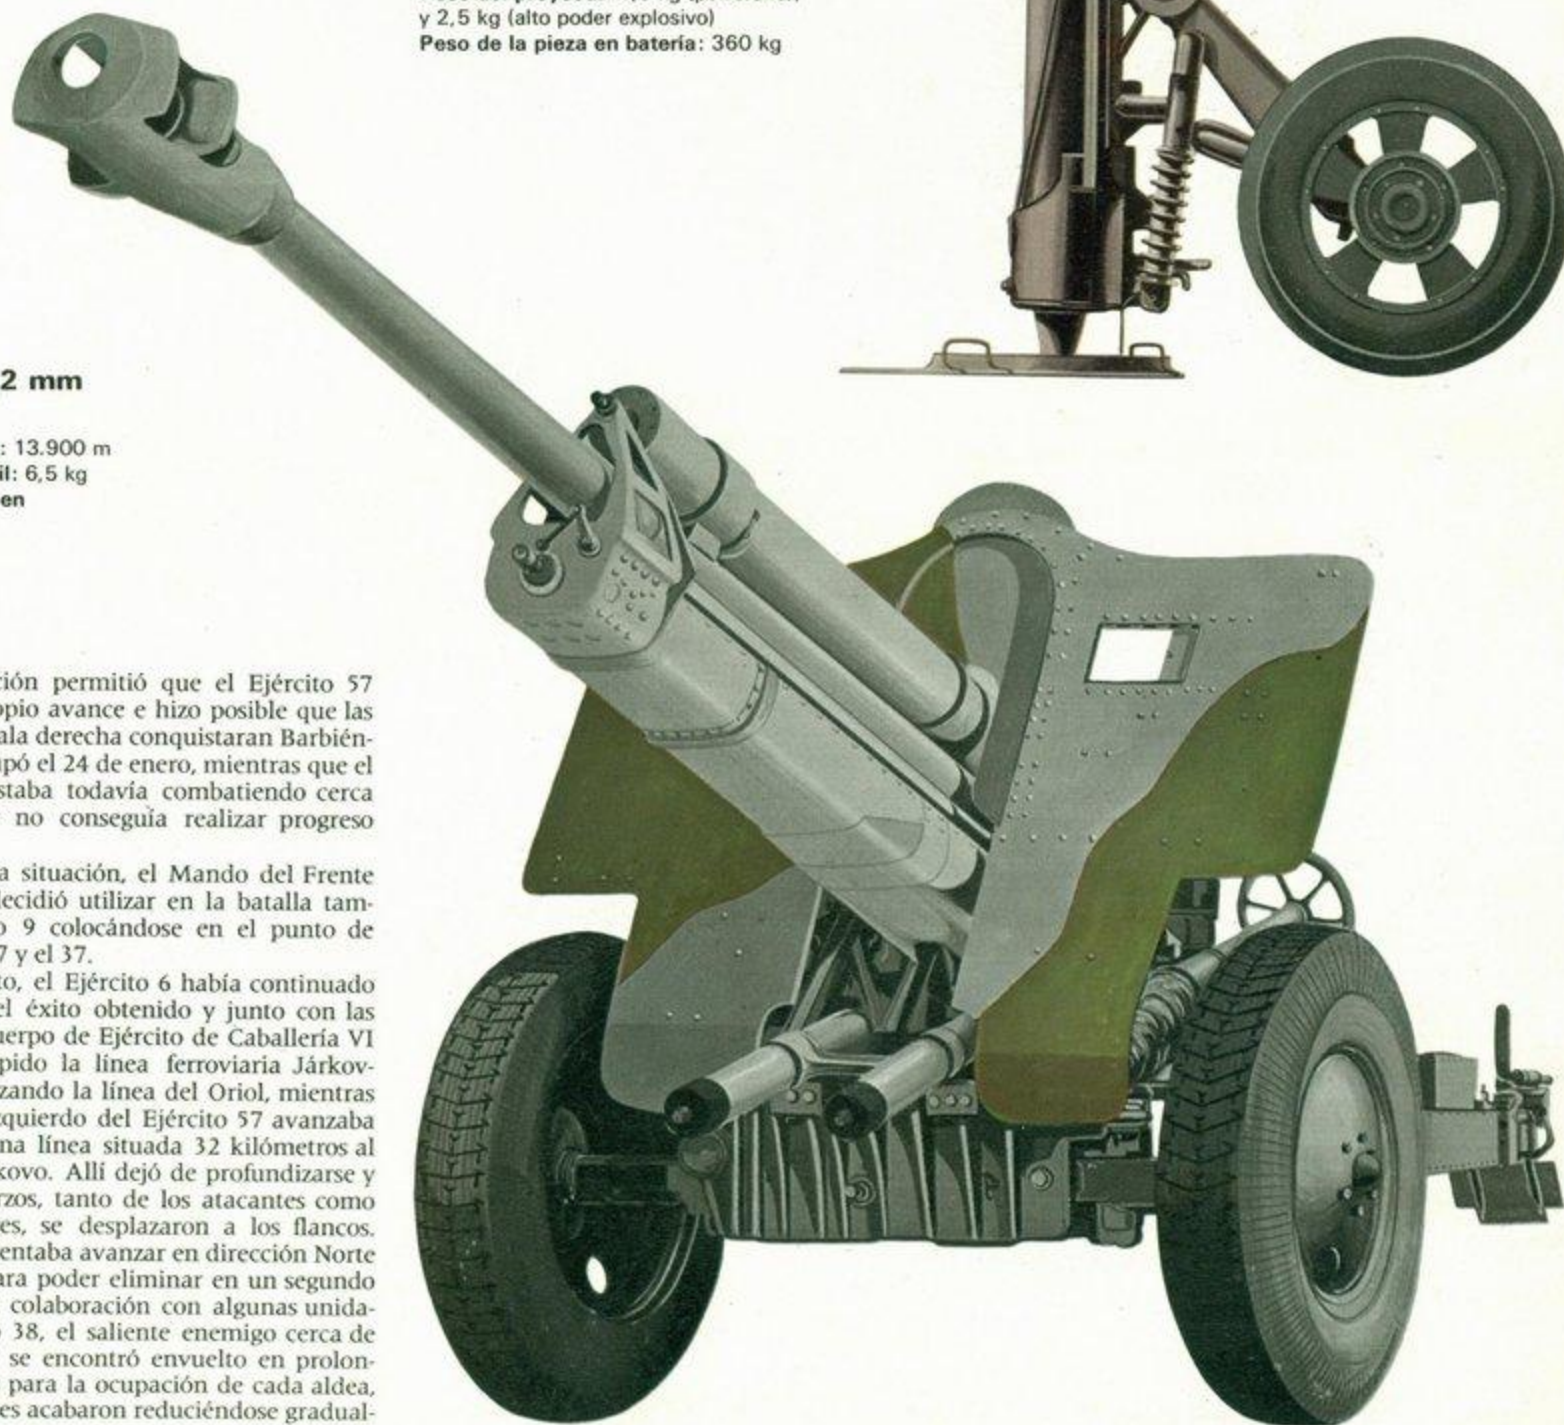 y 2,5 kg (alto poder explosivo)
Peso de la pieza en batería: 360 kg
2 mm
: 13.900 m
il: 6,5 kg
en
ción permitió que el Ejército 57
opio avance e hizo posible que las
ala derecha conquistaran Barbién-
upó el 24 de enero, mientras que el
staba todavía combatiendo cerca
no conseguía realizar progreso
a situación, el Mando del Frente
decidió utilizar en la batalla tam-
o 9 colocándose en el punto de
7 y el 37.
to, el Ejército 6 había continuado
el éxito obtenido y junto con las
uerpo de Ejército de Caballería VI
pido la línea ferroviaria Járkov-
zando la línea del Oriol, mientras
quierdo del Ejército 57 avanzaba
na línea situada 32 kilómetros al
kovo. Allí dejó de profundizarse y
rzos, tanto de los atacantes como
es, se desplazaron a los flancos.
entaba avanzar en dirección Norte
ara poder eliminar en un segundo
colaboración con algunas unida-
o 38, el saliente enemigo cerca de
se encontró envuelto en prolon-
para la ocupación de cada aldea,
es acabaron reduciéndose gradual-